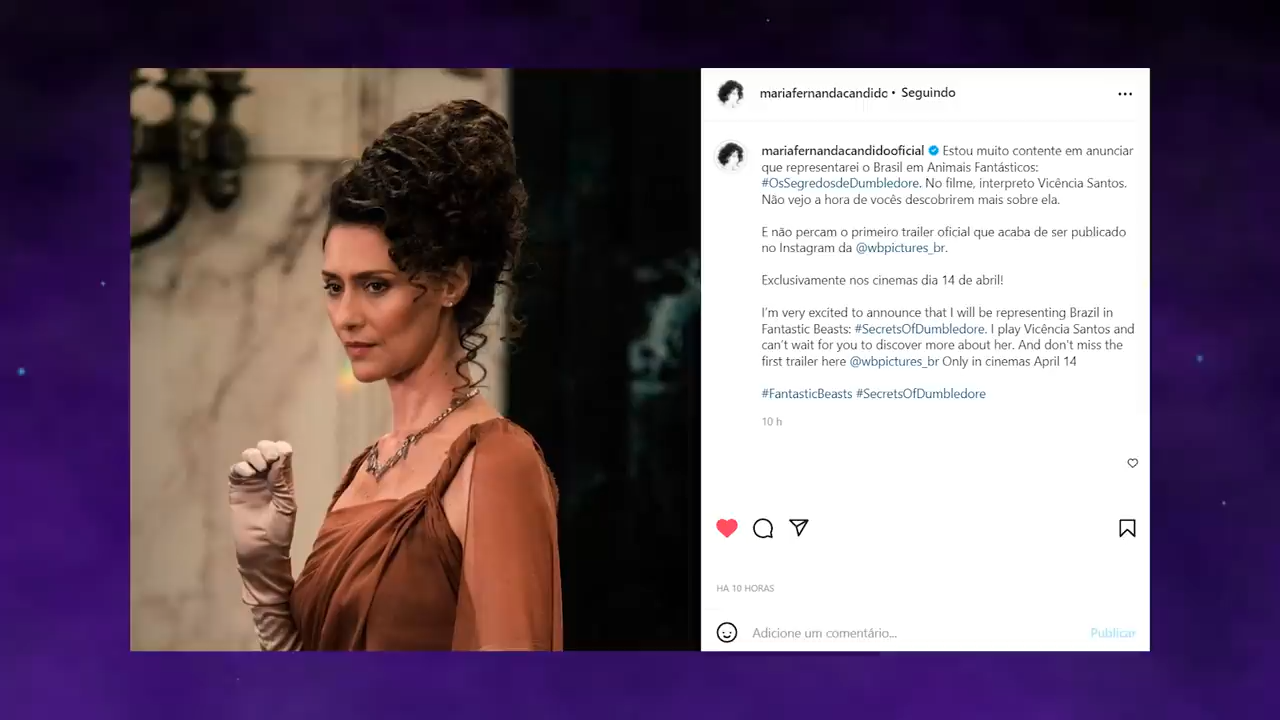 mariafernandacandido • Seguindo
mariafernandacandidooficial Estou muito contente em anunciar
que representarei o Brasil em Animais Fantásticos:
#OsSegredosdeDumbledore. No filme, interpreto Vicência Santos.
Não vejo a hora de vocês descobrirem mais sobre ela.
E não percam o primeiro trailer oficial que acaba de ser publicado
no Instagram da @wbpictures_br.
Exclusivamente nos cinemas dia 14 de abril!
I'm very excited to announce that I will be representing Brazil in
Fantastic Beasts: #SecretsOfDumbledore. I play Vicência Santos and
can't wait for you to discover more about her. And don't miss the
first trailer here @wbpictures_br Only in cinemas April 14
#FantasticBeasts #SecretsOfDumbledore
10 h
HA 10 HORAS
Adicione um comentário... Publicar